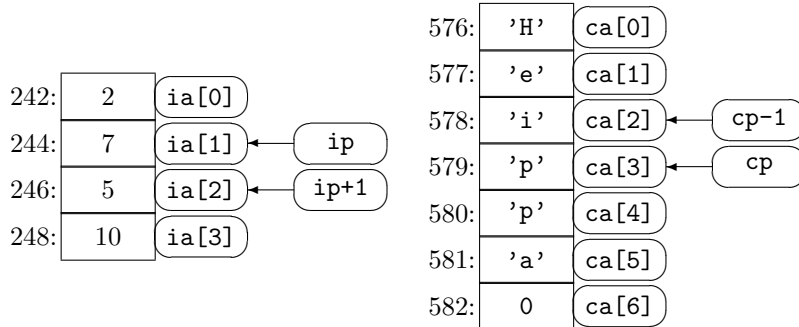 242: 2 ia[0]
244: 7 ia[1] ip
246: 5 ia[2] ip+1
248: 10 ia[3]
576: 'H' ca[0]
577: 'e' ca[1]
578: 'i' ca[2] cp-1
579: 'p' ca[3] cp
580: 'p' ca[4]
581: 'a' ca[5]
582: 0 ca[6]